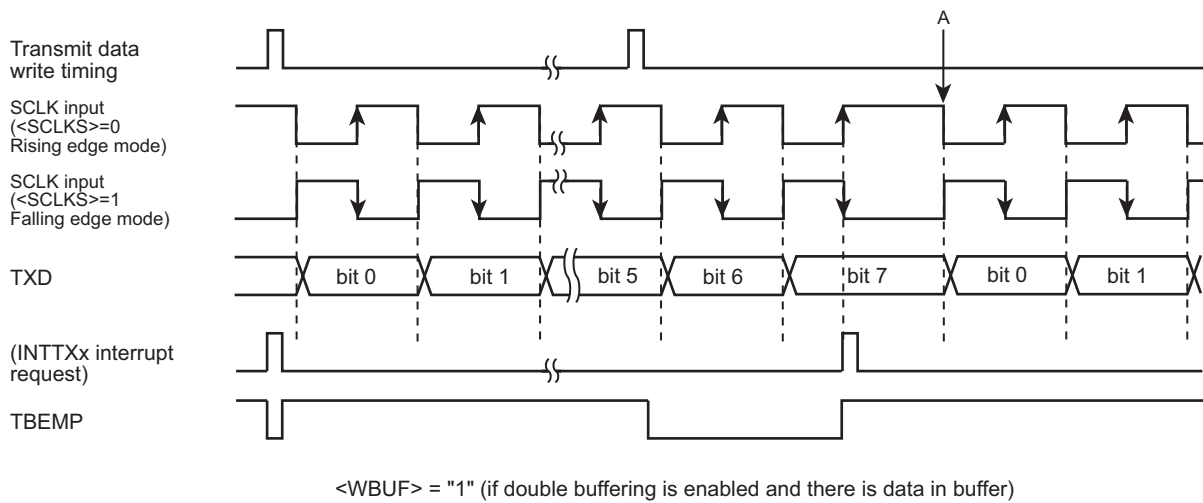 A
Transmit data
write timing
SCLK input
(<SCLKS>=0
Rising edge mode)
SCLK input
(<SCLKS>=1
Falling edge mode)
TXD
bit 0
bit 1
bit 5
bit 6
bit 7
bit 0
bit 1
(INTTXx interrupt
request)
TBEMP
<WBUF> = "1" (if double buffering is enabled and there is data in buffer)